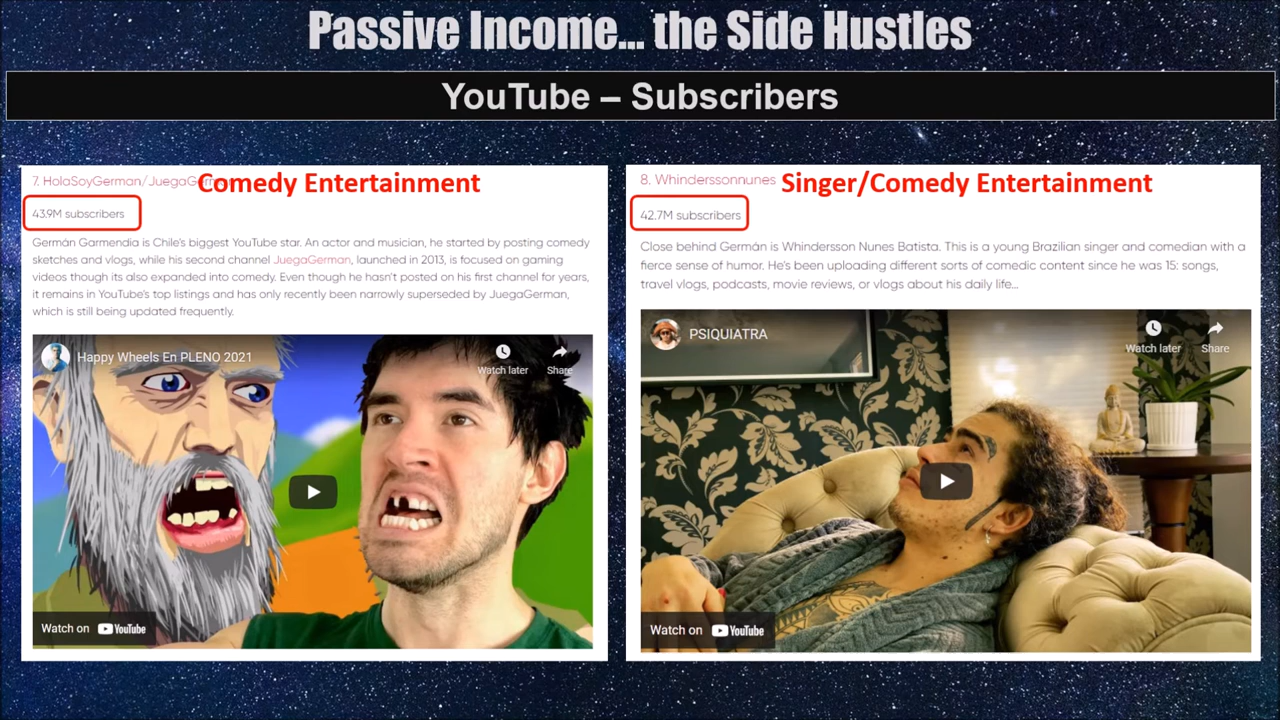 Passive Income... the Side Hustles
YouTube – Subscribers
7. HolaSoyGerman/JuegaGerman
Comedy Entertainment
43.9M subscribers
Germán Garmendia is Chile's biggest YouTube star. An actor and musician, he started by posting comedy
sketches and vlogs, while his second channel JuegaGerman, launched in 2013, is focused on gaming
videos though its also expanded into comedy. Even though he hasn't posted on his first channel for years,
it remains in YouTube's top listings and has only recently been narrowly superseded by JuegaGerman,
which is still being updated frequently.
Happy Wheels En PLENO 2021
Watch later
Share
Watch on YouTube
8. Whinderssonnunes
Singer/Comedy Entertainment
42.7M subscribers
Close behind Germán is Whindersson Nunes Batista. This is a young Brazilian singer and comedian with a
fierce sense of humor. He's been uploading different sorts of comedic content since he was 15: songs,
travel vlogs, podcasts, movie reviews, or vlogs about his daily life...
PSIQUIATRA
Watch later
Share
Watch on YouTube